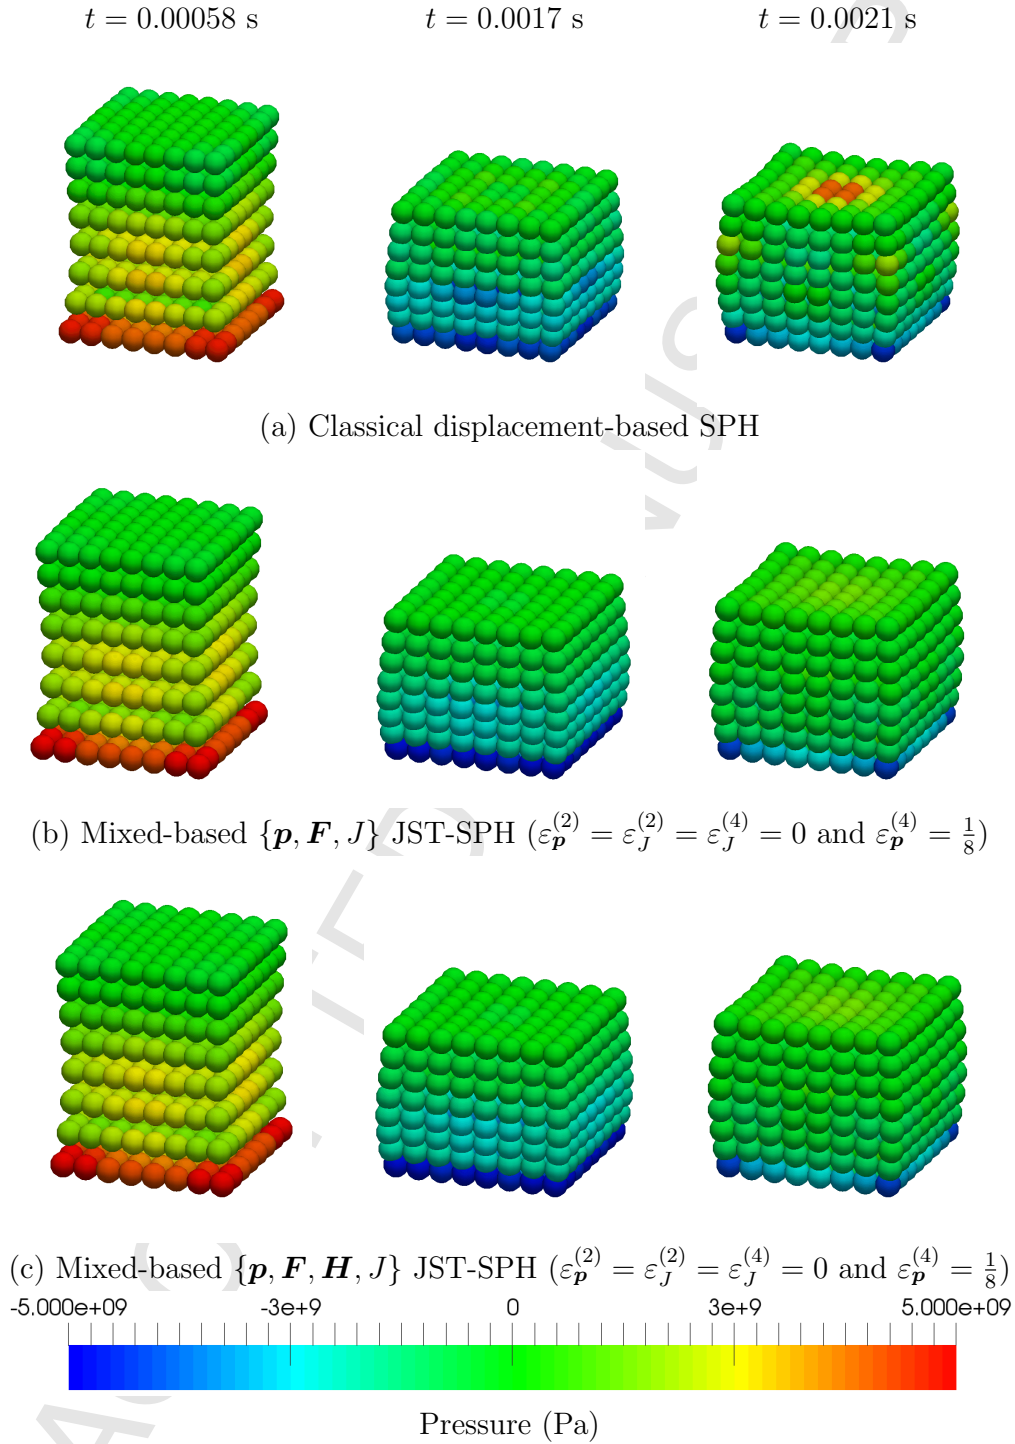 t = 0.00058 s t = 0.0017 s t = 0.0021 s
(a) Classical displacement-based SPH
(b) Mixed-based {p, F, J} JST-SPH (ε_p^(2) = ε_J^(2) = ε_J^(4) = 0 and ε_p^(4) = 1/8)
(c) Mixed-based {p, F, H, J} JST-SPH (ε_p^(2) = ε_J^(2) = ε_J^(4) = 0 and ε_p^(4) = 1/8)
-5.000e+09 -3e+9 0 3e+9 5.000e+09
Pressure (Pa)